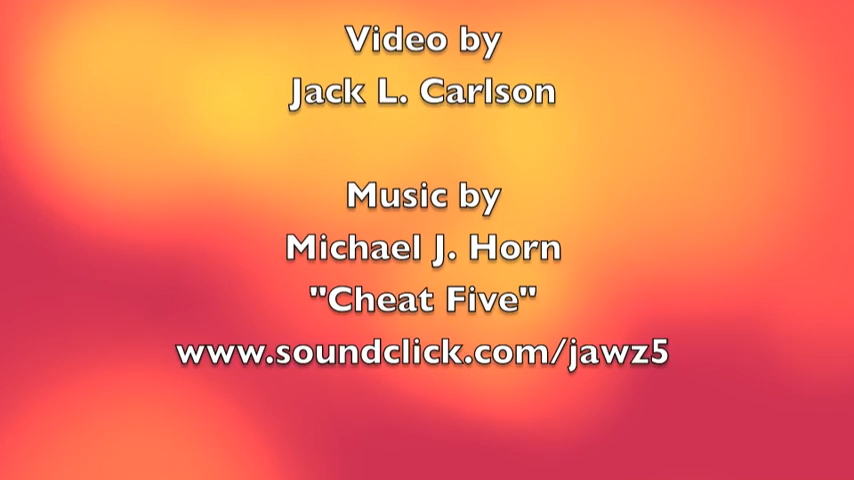 Video by
Jack L. Carlson
Music by
Michael J. Horn
"Cheat Five"
www.soundclick.com/jawz5